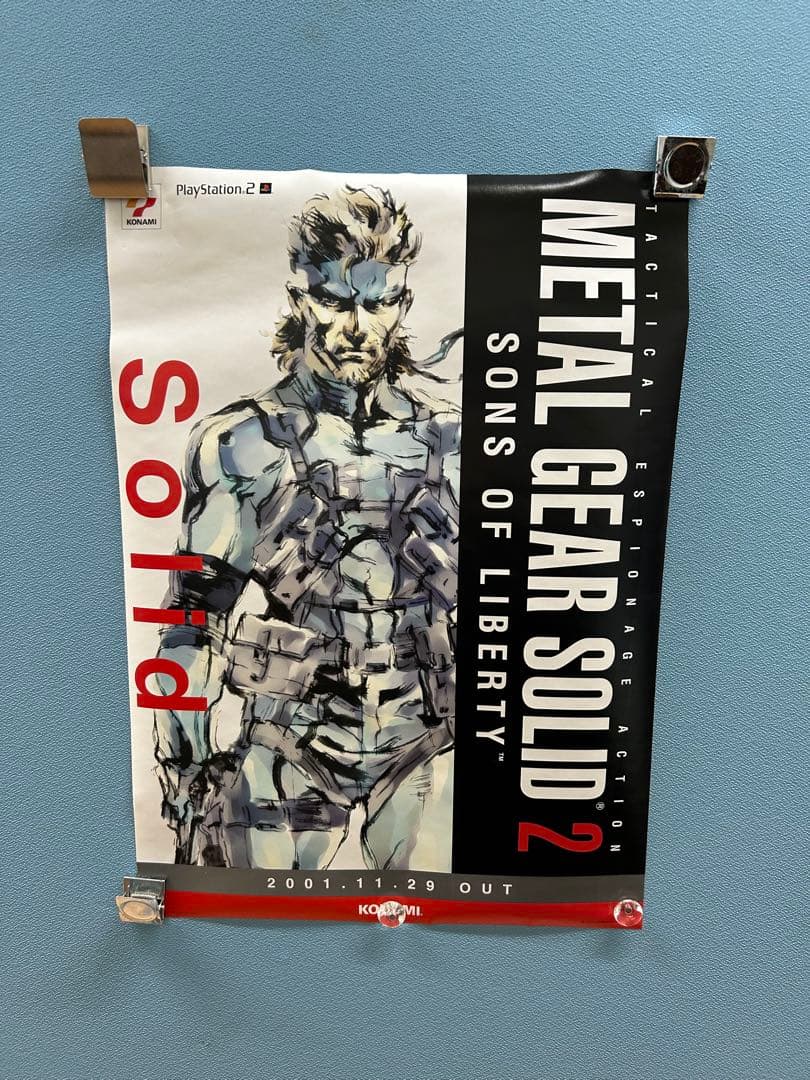 PlayStation®2
KONAMI
TACTICAL ESPIONAGE ACTION
METAL GEAR SOLID® 2
SONS OF LIBERTY™
Solid
2001.11.29 OUT
KONAMI